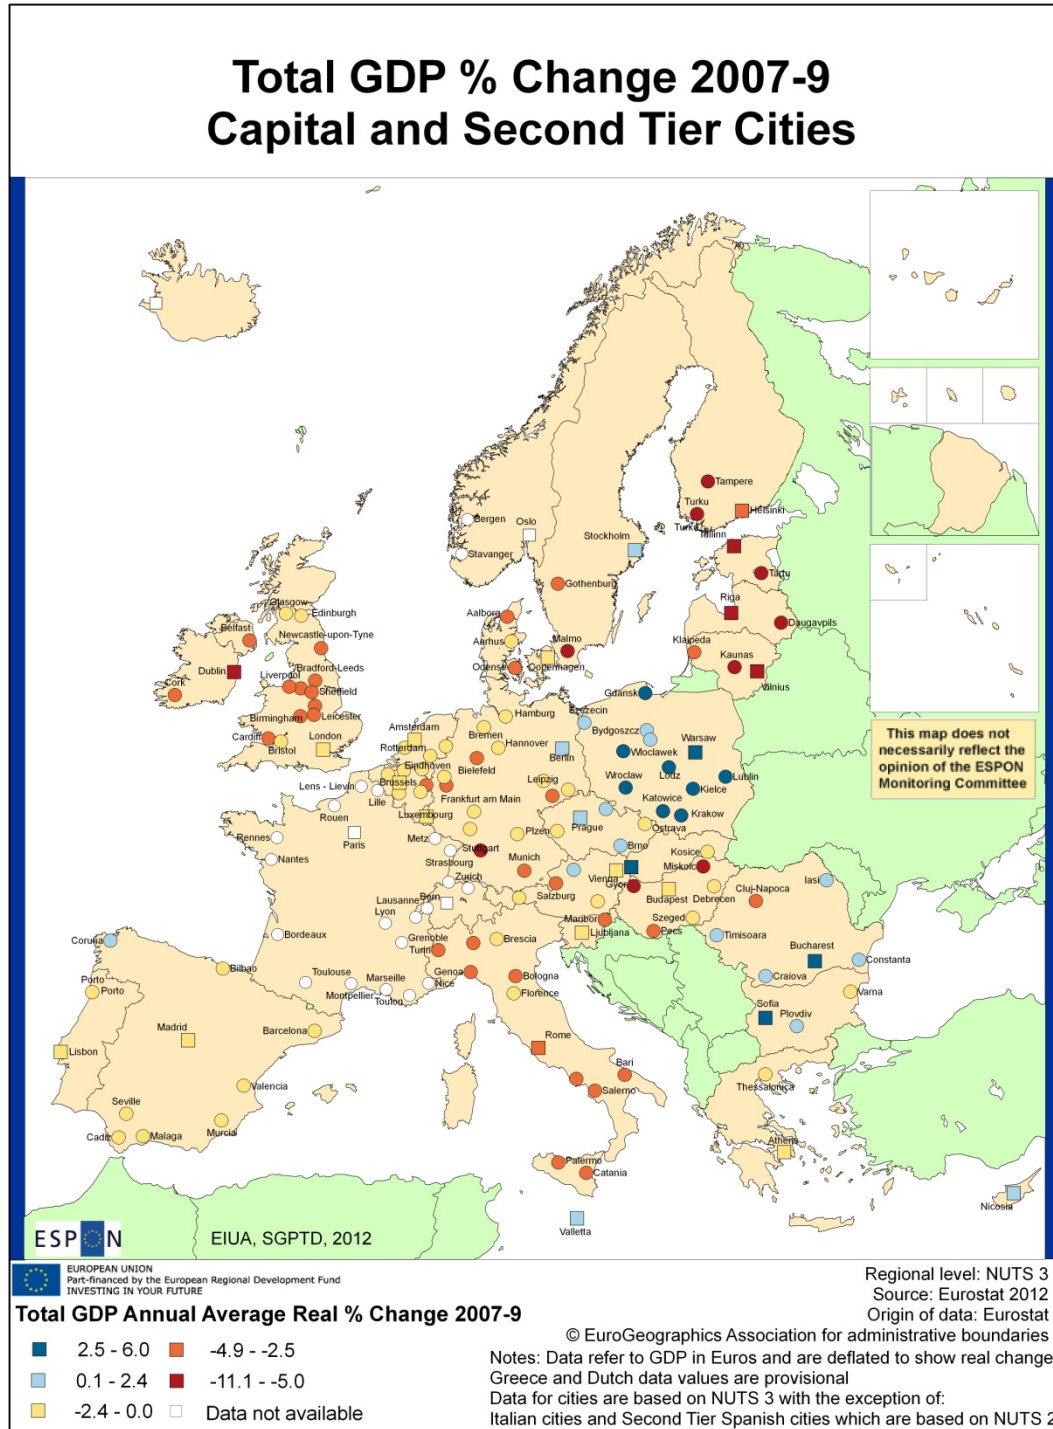 Total GDP % Change 2007-9
Capital and Second Tier Cities
Tampere
Turku
Helsinki
Turku
Tallinn
Bergen
Oslo
Stockholm
Stavanger
Tartu
Gothenburg
Riga
Glasgow
Edinburgh
Aalborg
Daugavpils
Belfast
Newcastle-upon-Tyne
Aarhus
Malmo
Klaipeda
Kaunas
Dublin
Bradford-Leeds
Odense
Copenhagen
Liverpool
Sheffield
Vilnius
Cork
Gdansk
Birmingham
Leicester
Hamburg
Szczecin
Cardiff
Bristol
London
Amsterdam
Bremen
Bydgoszcz
Warsaw
Rotterdam
Hannover
Berlin
Wloclawek
Eindhoven
Bielefeld
Lodz
Lublin
Brussels
Leipzig
Wroclaw
Kielce
Lens - Lievin
Lille
Frankfurt am Main
Katowice
Rouen
Luxembourg
Prague
Krakow
Paris
Plzen
Ostrava
Rennes
Metz
Brno
Kosice
Nantes
Strasbourg
Stuttgart
Munich
Miskolc
Zurich
Vienna
Gyor
Iasi
Bern
Salzburg
Budapest
Debrecen
Cluj-Napoca
Lausanne
Lyon
Maribor
Szeged
Coruna
Bordeaux
Grenoble
Turin
Brescia
Ljubljana
Pecs
Timisoara
Bucharest
Constanta
Bilbao
Toulouse
Marseille
Genoa
Nice
Bologna
Craiova
Porto
Porto
Montpellier
Toulon
Florence
Varna
Sofia
Plovdiv
Madrid
Barcelona
Rome
Lisbon
Bari
Valencia
Salerno
Thessalonica
Seville
Murcia
Cadiz
Malaga
Athens
Palermo
Catania
Nicosia
Valletta
This map does not
necessarily reflect the
opinion of the ESPON
Monitoring Committee
ESPON
EIUA, SGPTD, 2012
EUROPEAN UNION
Part-financed by the European Regional Development Fund
INVESTING IN YOUR FUTURE
Regional level: NUTS 3
Source: Eurostat 2012
Origin of data: Eurostat
© EuroGeographics Association for administrative boundaries
Total GDP Annual Average Real % Change 2007-9
2.5 - 6.0
-4.9 - -2.5
0.1 - 2.4
-11.1 - -5.0
-2.4 - 0.0
Data not available
Notes: Data refer to GDP in Euros and are deflated to show real change
Greece and Dutch data values are provisional
Data for cities are based on NUTS 3 with the exception of:
Italian cities and Second Tier Spanish cities which are based on NUTS 2